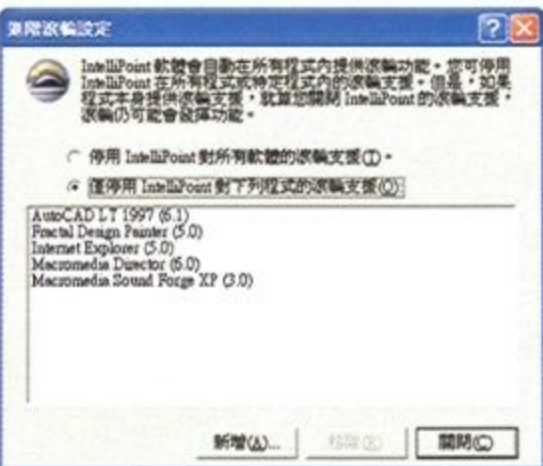 無階滾輪設定
IntelliPoint 軟體會自動在所有程式內提供滾輪功能。您可停用
IntelliPoint 在所有程式或特定程式內的滾輪支援。但是，如果
程式本身提供滾輪支援，就算您關閉 IntelliPoint 的滾輪支援，
滾輪仍可能會發揮功能。
停用 IntelliPoint 對所有軟體的滾輪支援(T)。
僅停用 IntelliPoint 對下列程式的滾輪支援(O):
AutoCAD LT 1997 (6.1)
Fractal Design Painter (5.0)
Internet Explorer (5.0)
Macromedia Director (6.0)
Macromedia Sound Forge XP (3.0)
新增(A)... 移除(R) 關閉(C)